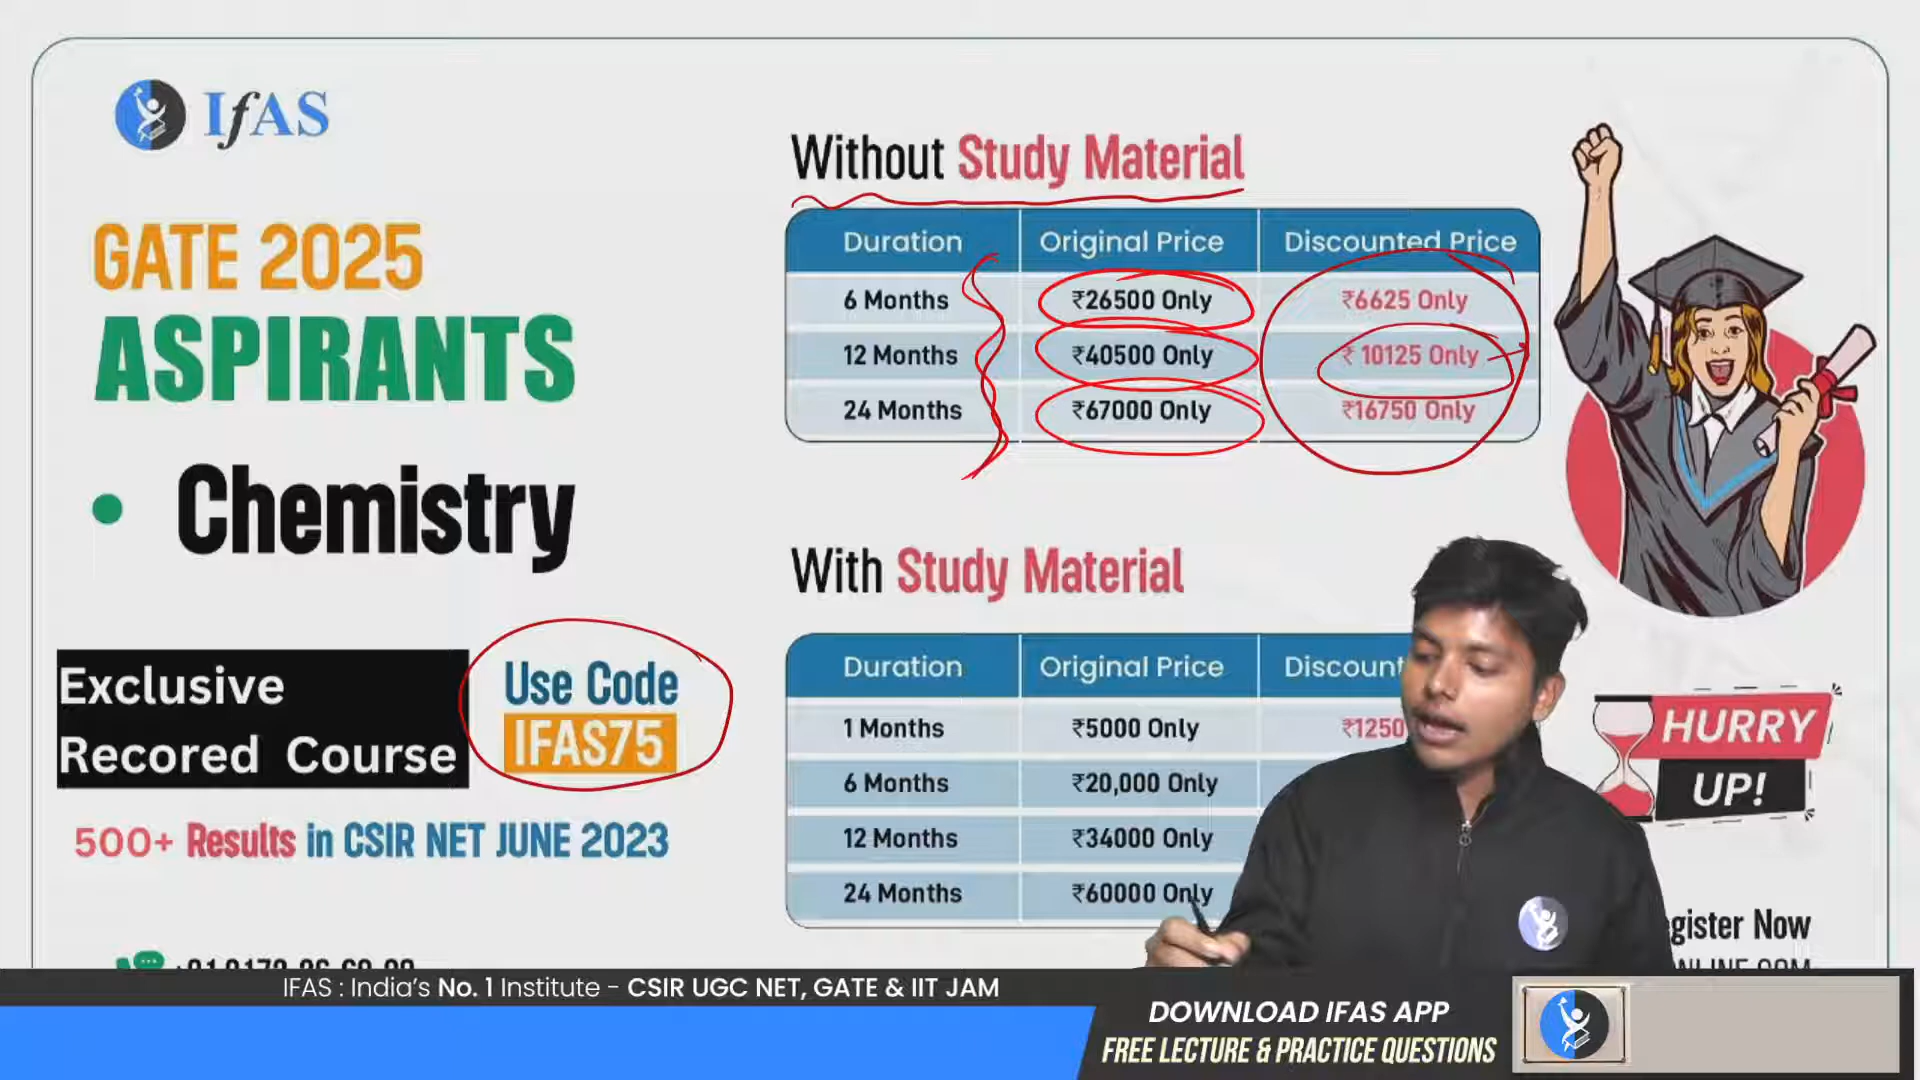 IfAS
GATE 2025
ASPIRANTS
• Chemistry
Exclusive
Recored Course
Use Code
IFAS75
500+ Results in CSIR NET JUNE 2023
Without Study Material
Duration Original Price Discounted Price
6 Months ₹26500 Only ₹6625 Only
12 Months ₹40500 Only ₹ 10125 Only
24 Months ₹67000 Only ₹16750 Only
With Study Material
Duration Original Price Discount
1 Months ₹5000 Only ₹1250
6 Months ₹20,000 Only
12 Months ₹34000 Only
24 Months ₹60000 Only
HURRY
UP!
gister Now
IFAS : India's No. 1 Institute - CSIR UGC NET, GATE & IIT JAM
DOWNLOAD IFAS APP
FREE LECTURE & PRACTICE QUESTIONS